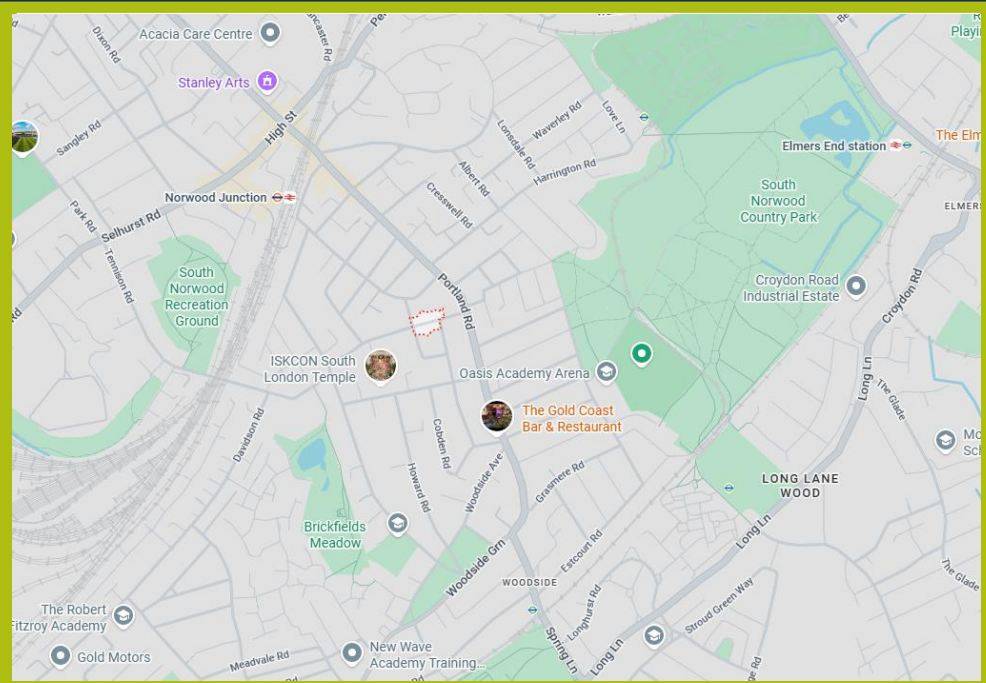 Acacia Care Centre
Dixon Rd
Stanley Arts
High St
Sangley Rd
Norwood Junction
Park Rd
Selhurst Rd
Tennison Rd
South
Norwood
Recreation
Ground
Lonsdale Rd
Waverley Rd
Love Ln
Albert Rd
Harrington Rd
Cresswell Rd
Elmers End station
The Elm
ELMER
South
Norwood
Country Park
Croydon Road
Industrial Estate
Croydon Rd
Portland Rd
ISKCON South
London Temple
Oasis Academy Arena
The Gold Coast
Bar & Restaurant
Long Ln
The Glade
Davidson Rd
Cobden Rd
Howard Rd
Woodside Ave
Grasmere Rd
LONG LANE
WOOD
Brickfields
Meadow
Woodside Grn
Estcourt Rd
Long Ln
WOODSIDE
The Glade
The Robert
Fitzroy Academy
Gold Motors
Meadvale Rd
New Wave
Academy Training...
Spring Ln
Longhurst Rd
Long Ln
Stroud Green Way